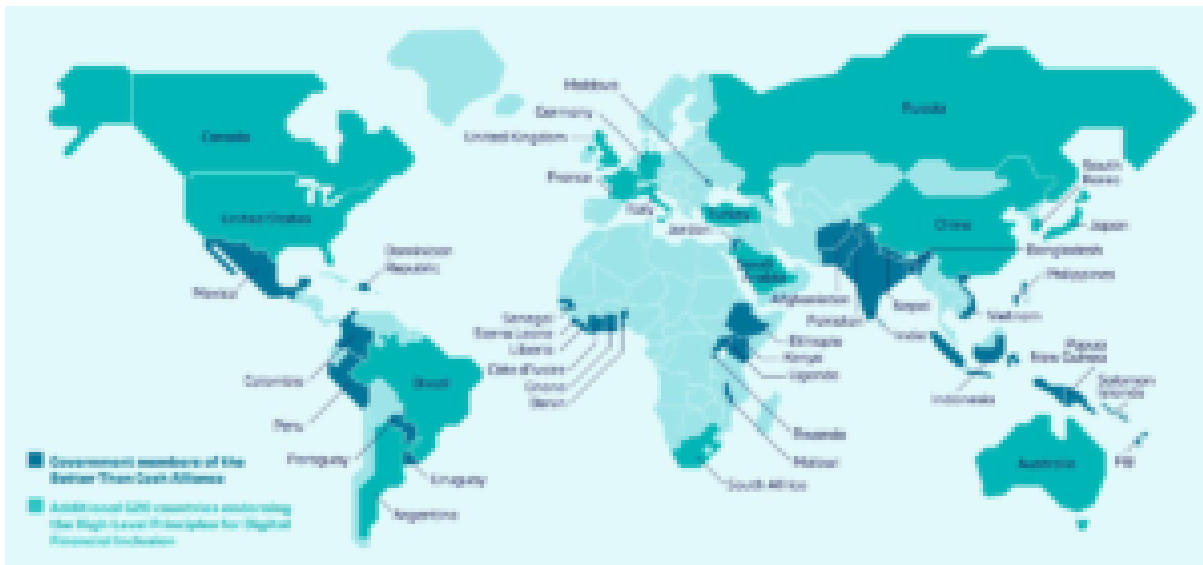 Moldova
Germany
United Kingdom
France
Italy
Turkey
Jordan
Saudi
Arabia
Russia
Canada
United States
Mexico
Dominican
Republic
China
South
Korea
Japan
Bangladesh
Philippines
Afghanistan
Pakistan
Nepal
India
Vietnam
Senegal
Sierra Leone
Liberia
Côte d'Ivoire
Ghana
Benin
Ethiopia
Kenya
Uganda
Rwanda
Malawi
South Africa
Colombia
Peru
Brazil
Paraguay
Uruguay
Argentina
Indonesia
Papua
New Guinea
Solomon
Islands
Fiji
Australia
Government members of the
Better Than Cash Alliance
Additional G20 countries endorsing
the High-Level Principles for Digital
Financial Inclusion